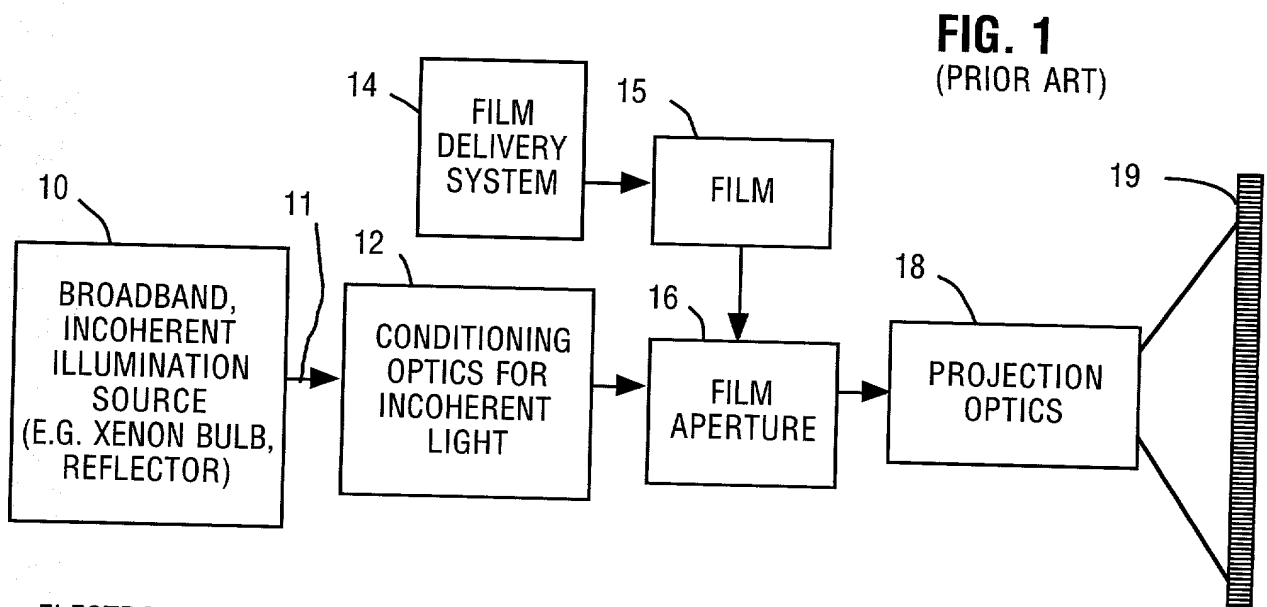 FIG. 1
(PRIOR ART)
14
FILM
DELIVERY
SYSTEM
15
FILM
19
10
11
12
BROADBAND,
INCOHERENT
ILLUMINATION
SOURCE
(E.G. XENON BULB,
REFLECTOR)
CONDITIONING
OPTICS FOR
INCOHERENT
LIGHT
16
FILM
APERTURE
18
PROJECTION
OPTICS